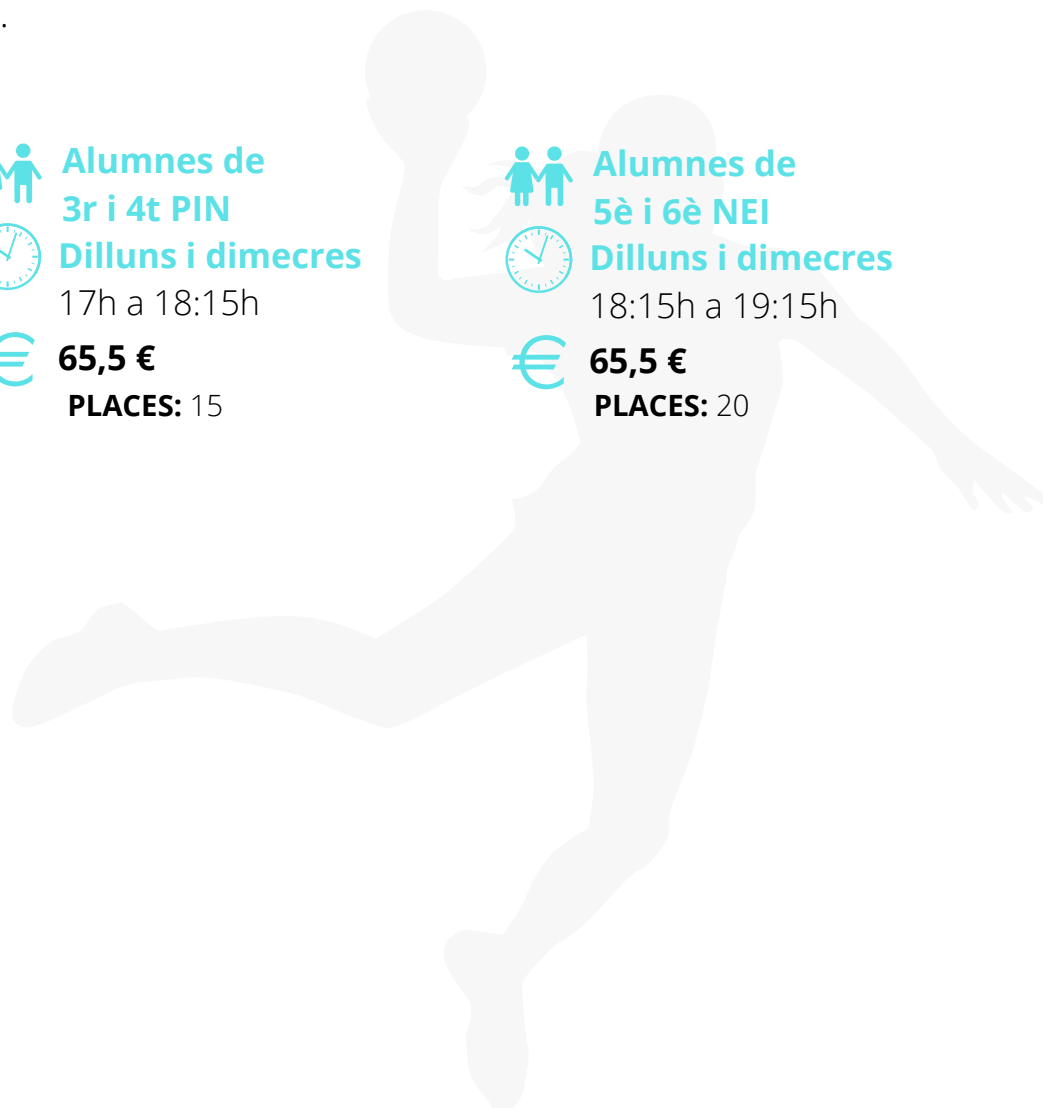 .
Alumnes de
3r i 4t PIN
Dilluns i dimecres
17h a 18:15h
65,5 €
PLACES: 15
Alumnes de
5è i 6è NEI
Dilluns i dimecres
18:15h a 19:15h
65,5 €
PLACES: 20